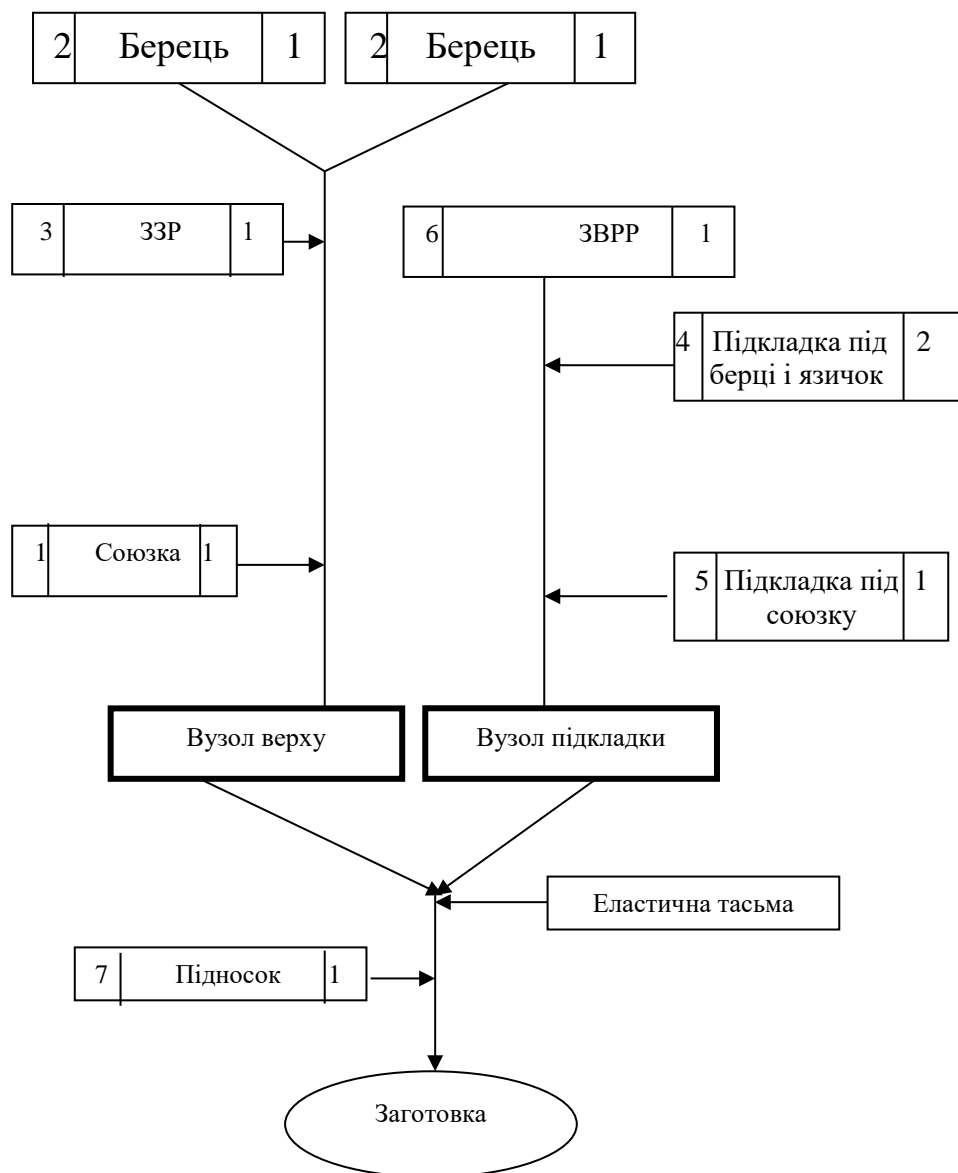 2 Берець 1
2 Берець 1
3 ЗЗР 1
6 ЗВРР 1
4 Підкладка під 2
берці і язичок
1 Союзка 1
5 Підкладка під 1
союзку
Вузол верху
Вузол підкладки
Еластична тасьма
7 Підносок 1
Заготовка